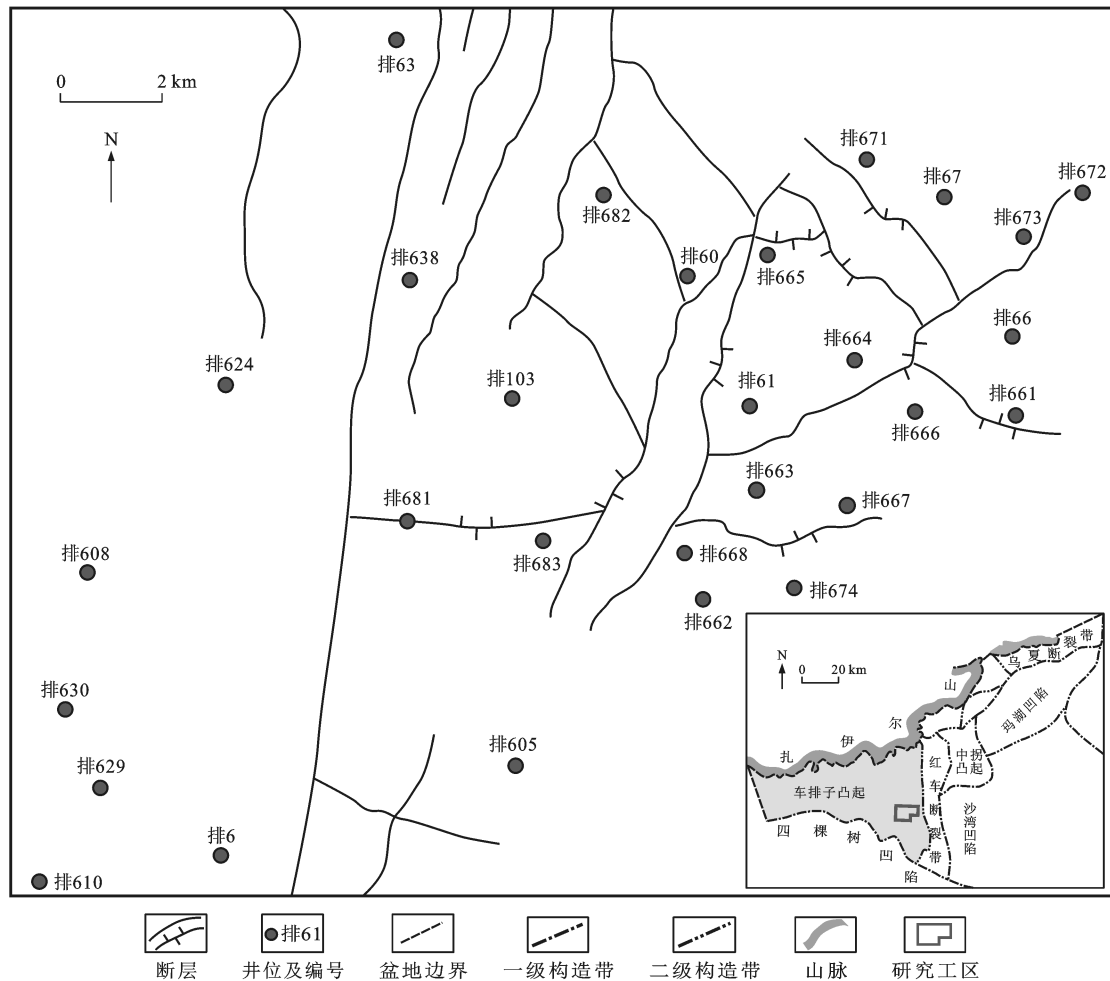 排63
0 2 km
N
排671
排67
排672
排682
排673
排638
排60
排665
排66
排664
排624
排103
排61
排661
排666
排681
排663
排667
排683
排668
排608
排674
排662
排630
排605
排629
排6
排610
N
0 20 km
乌夏断裂带
山
尔
伊
扎
玛湖凹陷
中拐凸起
红车断裂带
车排子凸起
沙湾凹陷
四棵树凹陷
排61
断层
井位及编号
盆地边界
一级构造带
二级构造带
山脉
研究工区